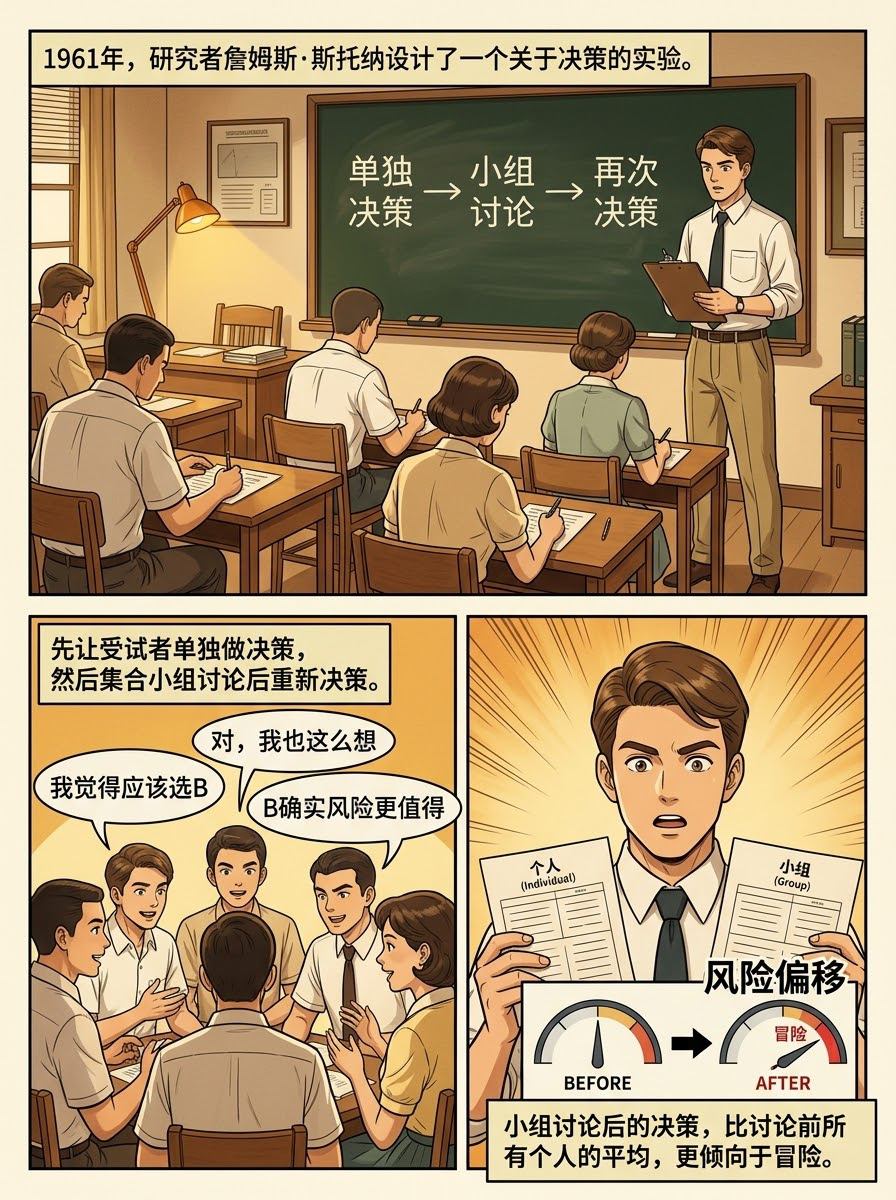 1961年，研究者詹姆斯·斯托纳设计了一个关于决策的实验。
单独 → 小组 → 再次
决策 讨论 决策
先让受试者单独做决策，
然后集合小组讨论后重新决策。
对，我也这么想
我觉得应该选B
B确实风险更值得
个人
(Individual)
小组
(Group)
风险偏移
冒险
BEFORE
AFTER
小组讨论后的决策，比讨论前所
有个人的平均，更倾向于冒险。